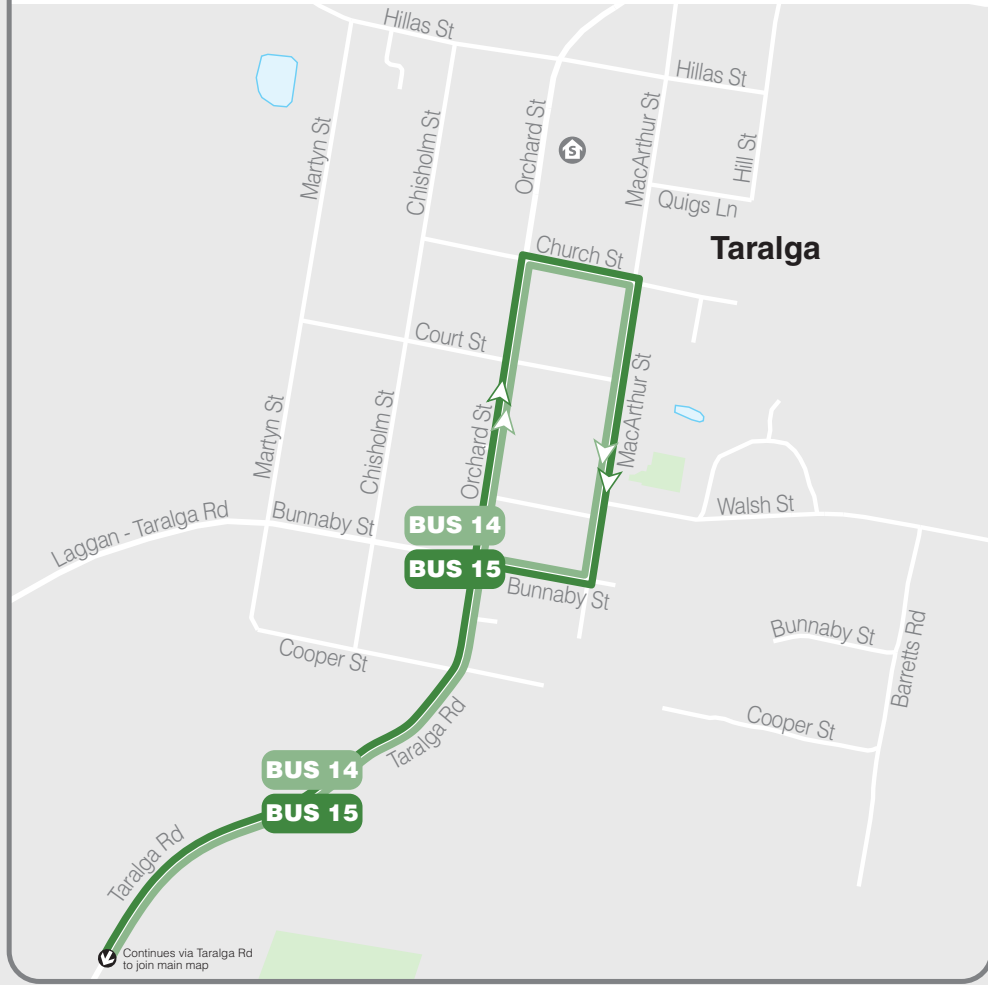 Hillas St
Hillas St
Martyn St
Chisholm St
Orchard St
MacArthur St
Hill St
S
Quigs Ln
Church St
Taralga
Court St
MacArthur St
Martyn St
Chisholm St
Orchard St
Laggan - Taralga Rd
Bunnaby St
BUS 14
Walsh St
BUS 15
Bunnaby St
Bunnaby St
Barretts Rd
Cooper St
Cooper St
Taralga Rd
BUS 14
BUS 15
Taralga Rd
Continues via Taralga Rd
to join main map